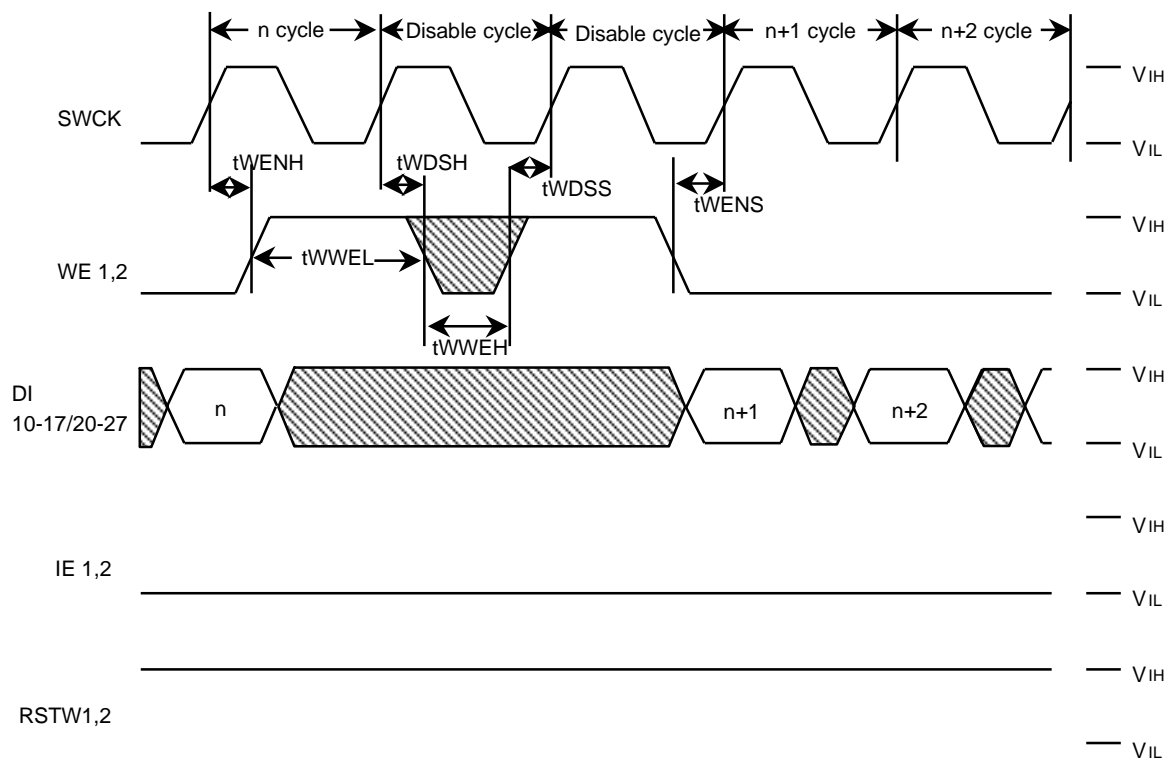 n cycle Disable cycle Disable cycle n+1 cycle n+2 cycle
VIH
SWCK
VIL
tWENH tWDSH tWDSS tWENS
VIH
tWWEL
WE 1,2
VIL
tWWEH
VIH
DI
10-17/20-27
n n+1 n+2
VIL
VIH
IE 1,2
VIL
VIH
RSTW1,2
VIL